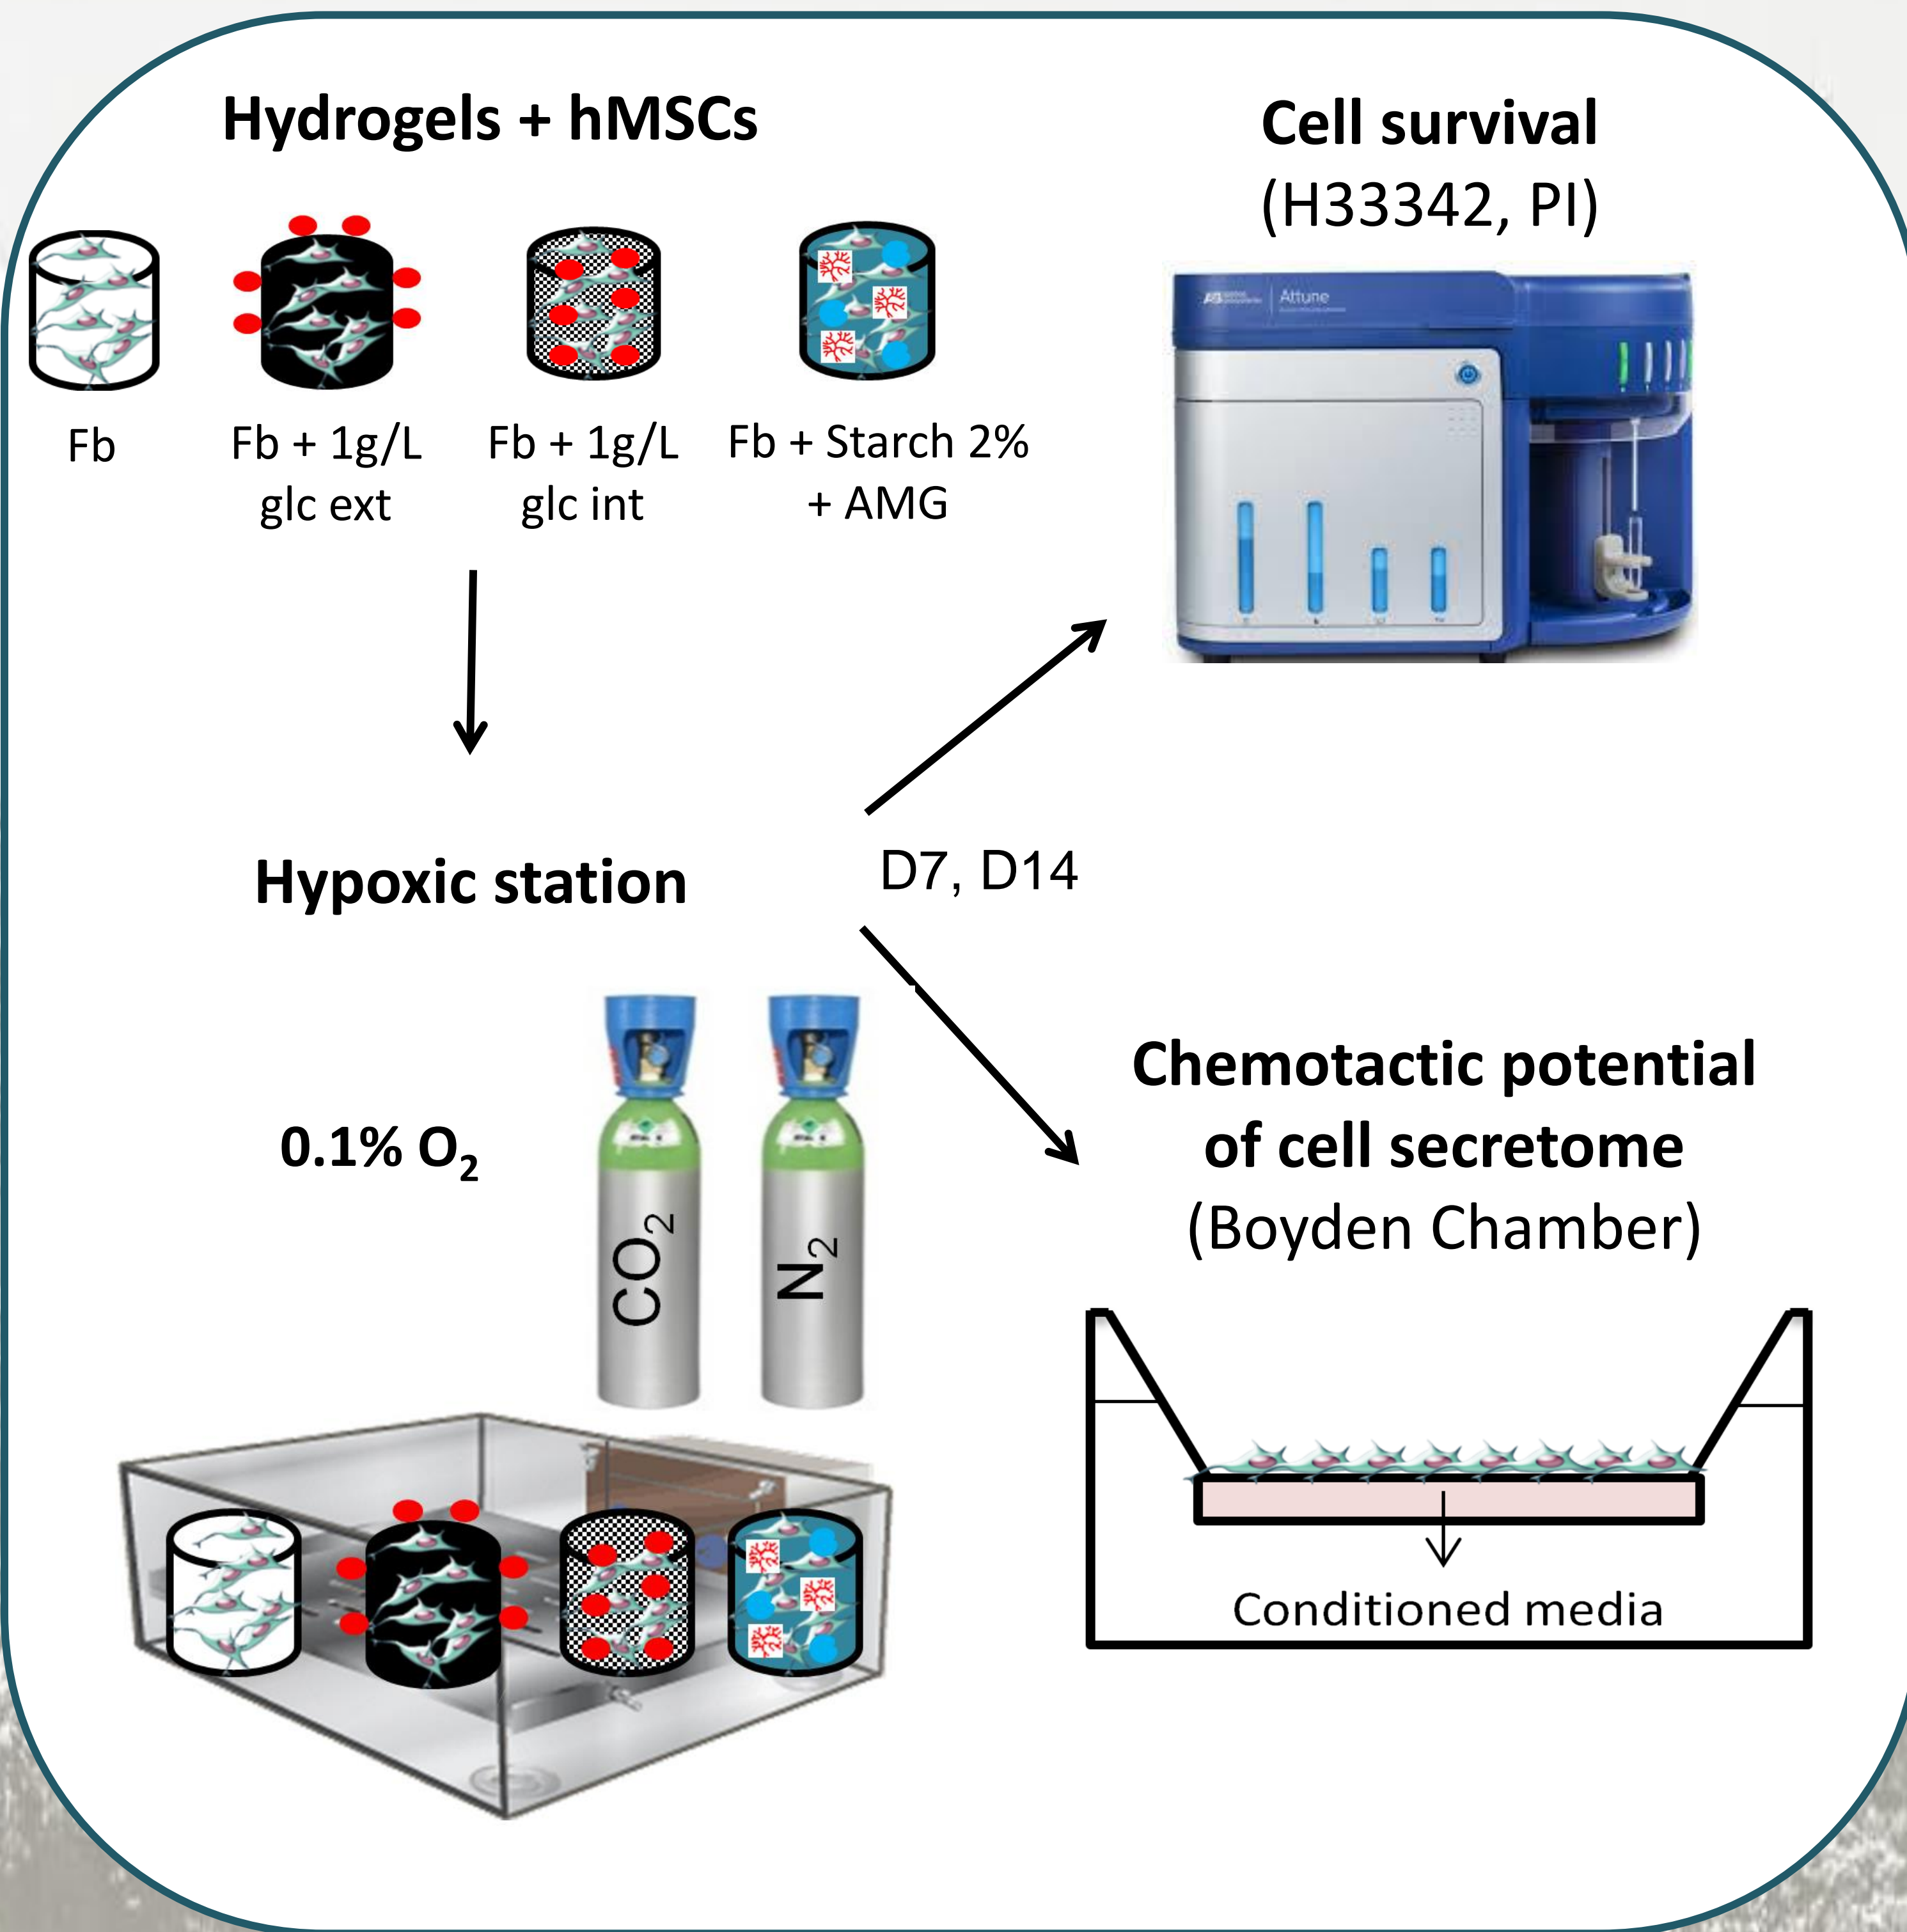 Hydrogels + hMSCs
Fb
Fb + 1g/L
glc ext
Fb + 1g/L
glc int
Fb + Starch 2%
+ AMG
Cell survival
(H33342, PI)
Attune
D7, D14
Hypoxic station
0.1% O₂
CO₂
N₂
Chemotactic potential
of cell secretome
(Boyden Chamber)
Conditioned media